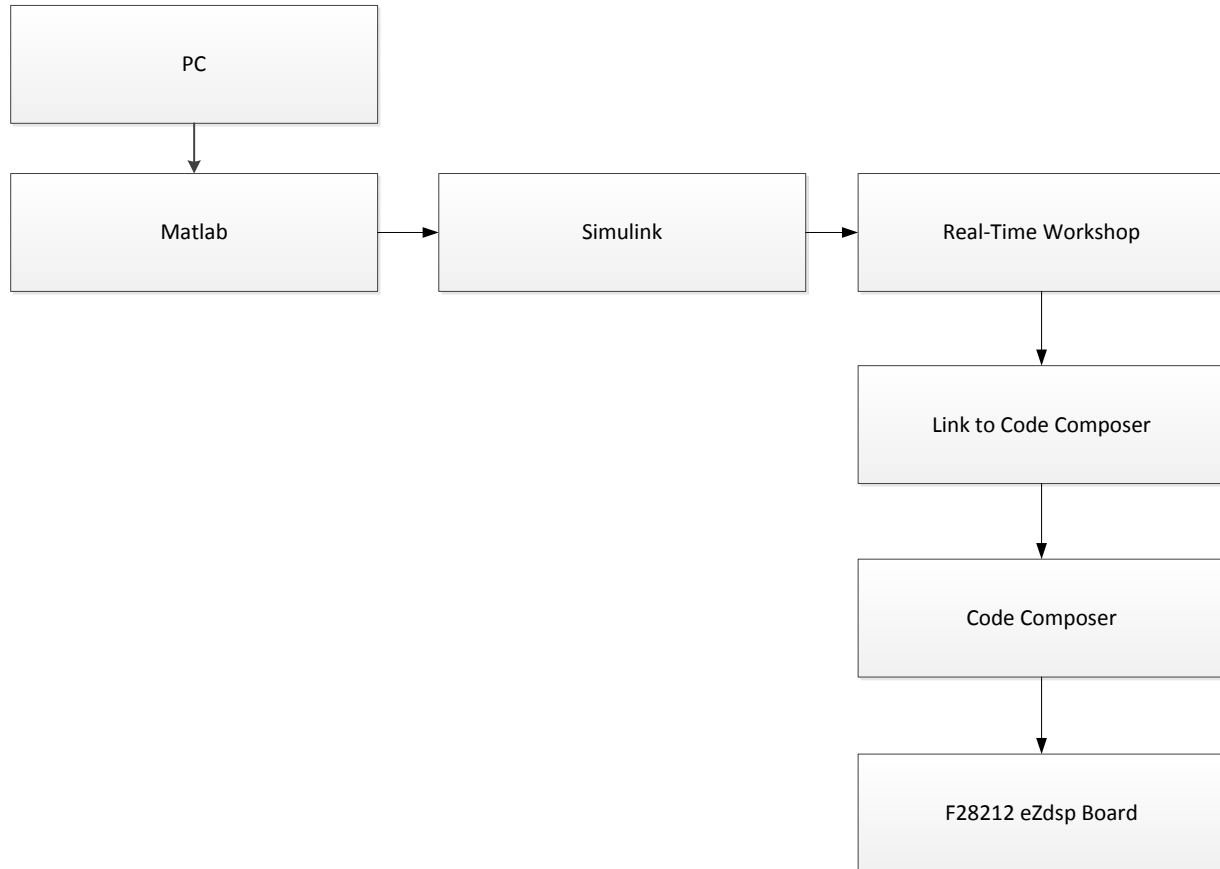 PC
Matlab
Simulink
Real-Time Workshop
Link to Code Composer
Code Composer
F28212 eZdsp Board